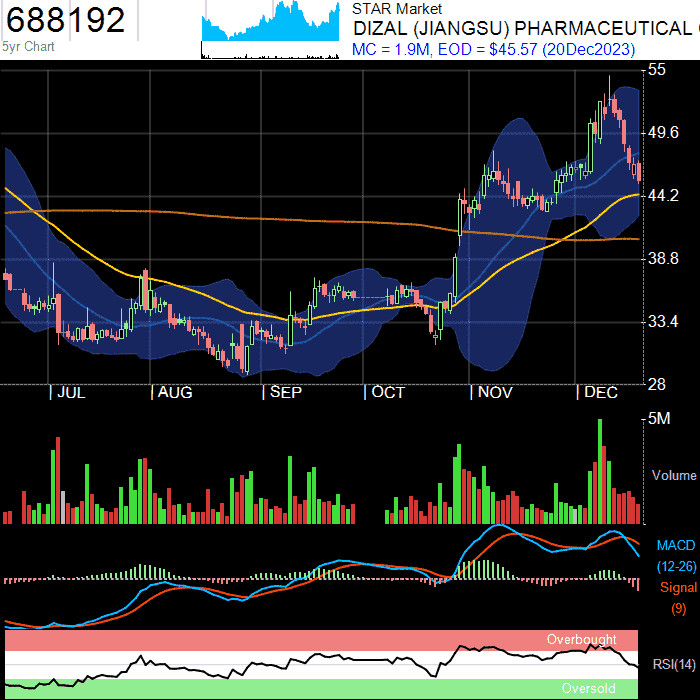 688192
5yr Chart
STAR Market
DIZAL (JIANGSU) PHARMACEUTICAL
MC = 1.9M, EOD = $45.57 (20Dec2023)
55
49.6
44.2
38.8
33.4
28
JUL AUG SEP OCT NOV DEC
5M
Volume
MACD
(12-26)
Signal
(9)
Overbought
RSI(14)
Oversold